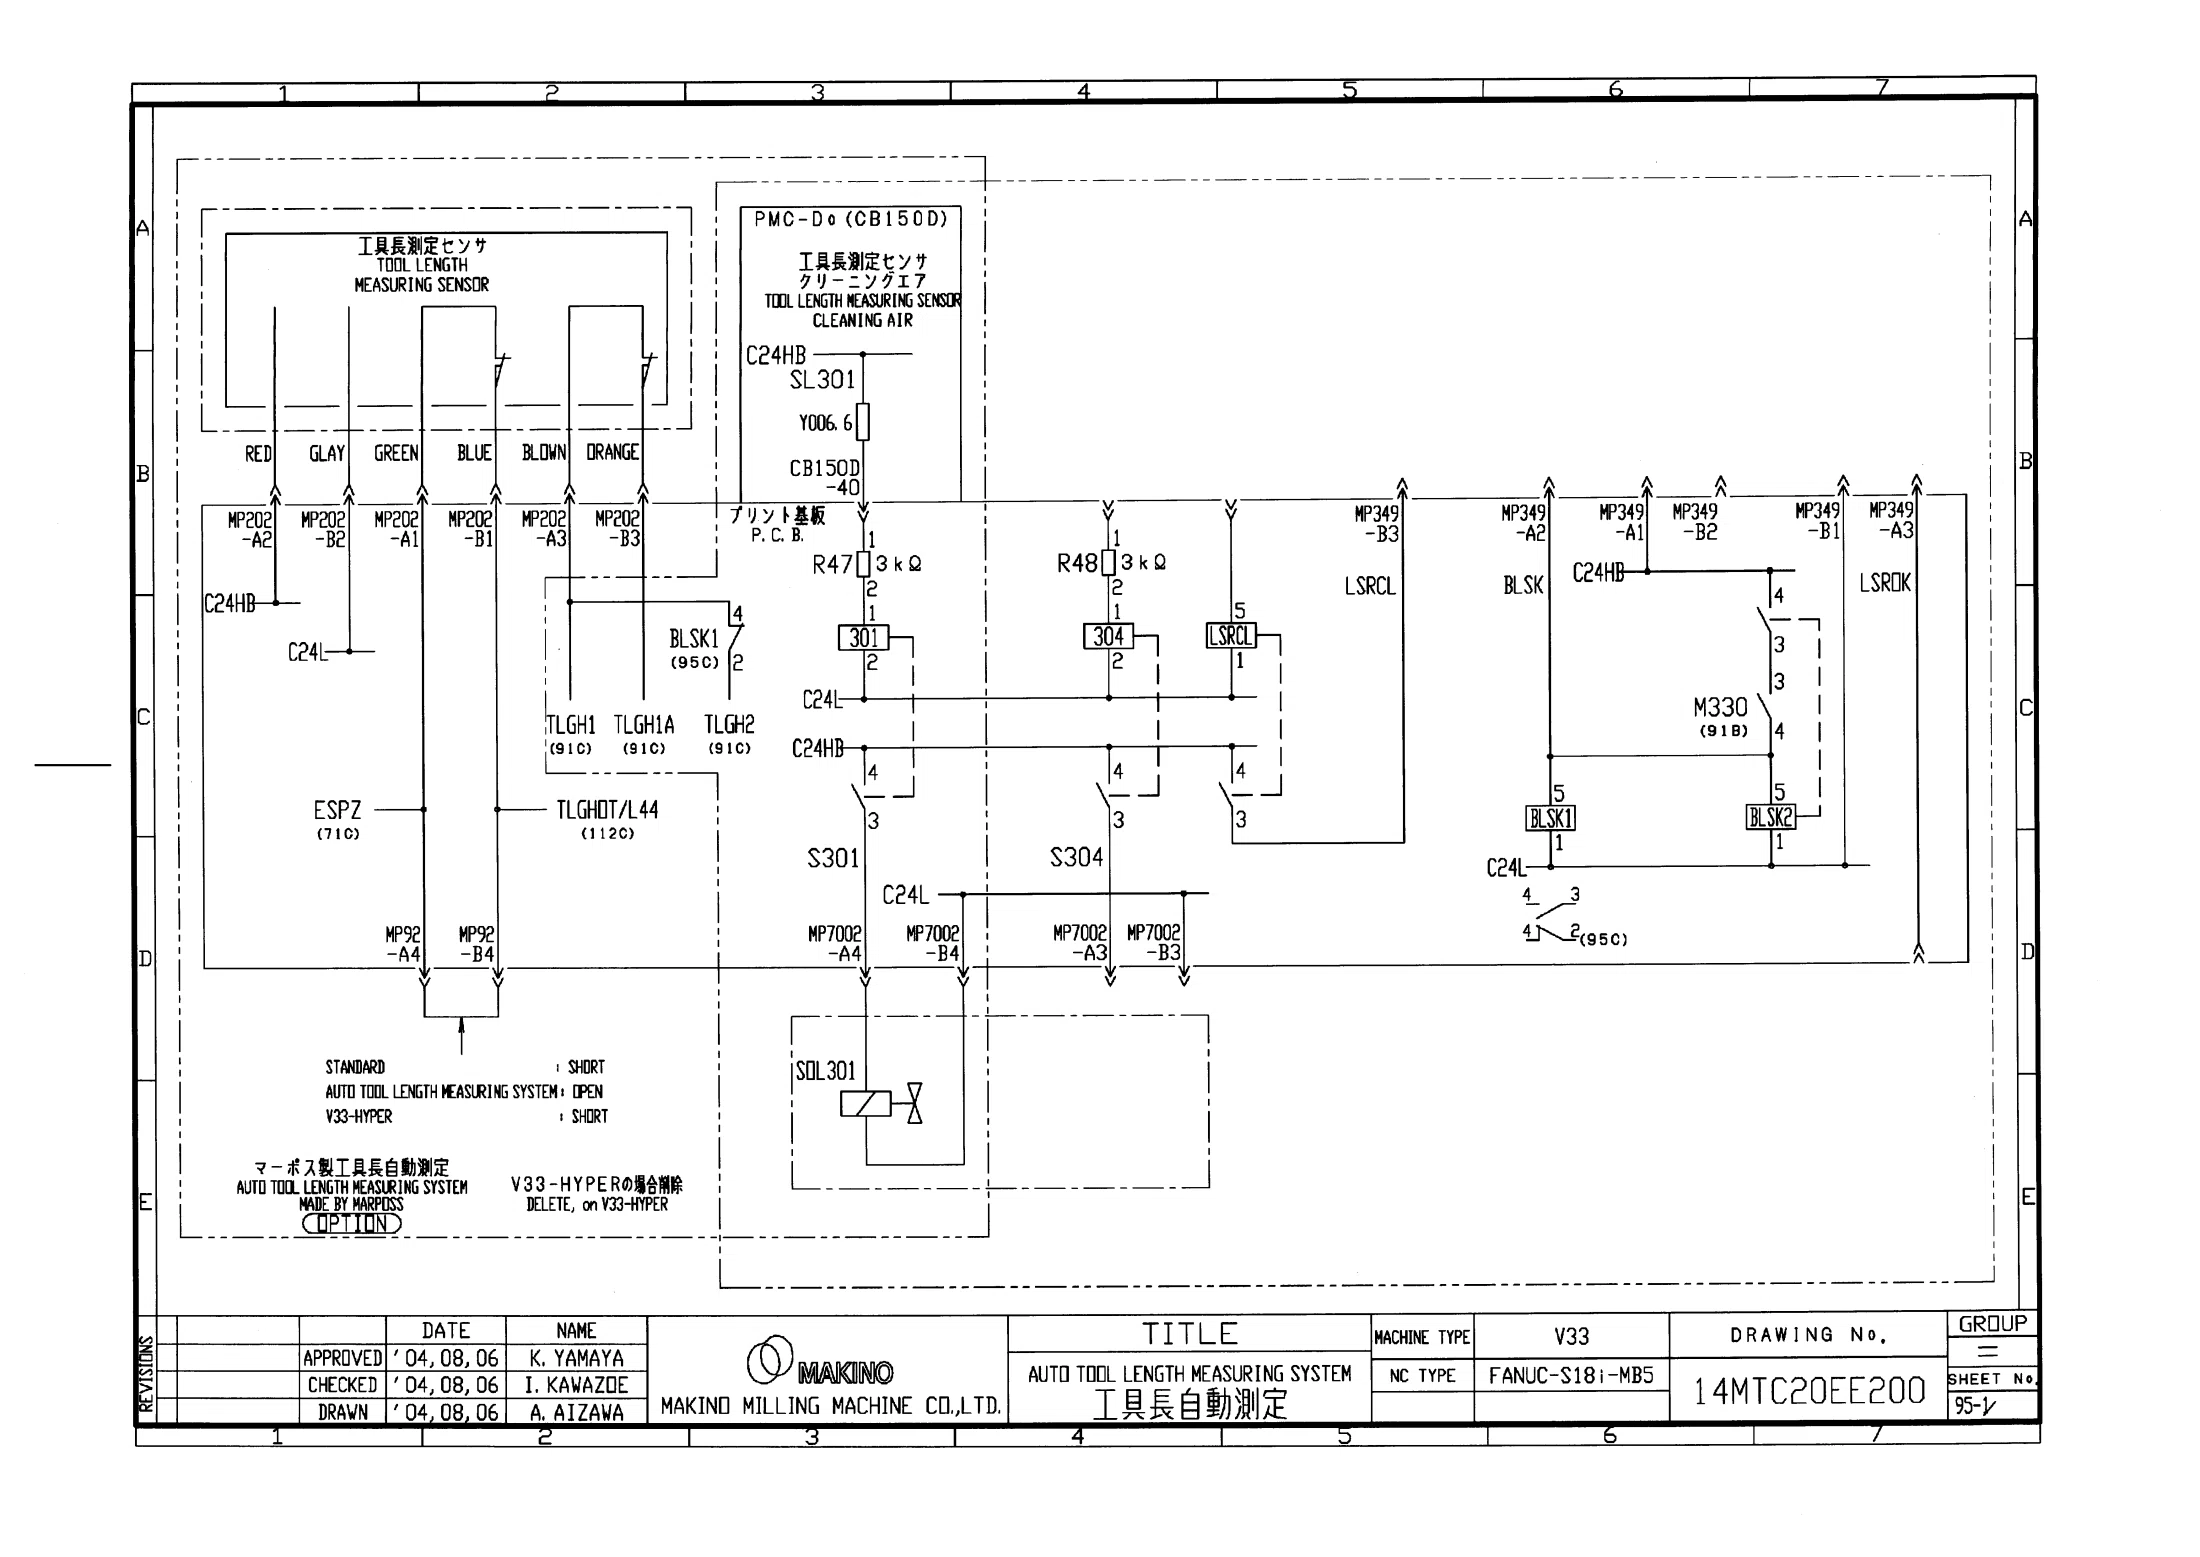 1 2 3 4 5 6 7
A
B
C
D
E
A
B
C
D
E
工具長測定センサ
TOOL LENGTH
MEASURING SENSOR
RED GLAY GREEN BLUE BLOWN ORANGE
MP202 MP202 MP202 MP202 MP202 MP202
-A2 -B2 -A1 -B1 -A3 -B3
C24HB
C24L
4
BLSK1
(95C) 2
TLGH1 TLGH1A TLGH2
(91C) (91C) (91C)
ESPZ
(71C)
TLGHOT/L44
(112C)
MP92 MP92
-A4 -B4
STANDARD : SHORT
AUTO TOOL LENGTH MEASURING SYSTEM : OPEN
V33-HYPER : SHORT
マーポス製工具長自動測定
AUTO TOOL LENGTH MEASURING SYSTEM
MADE BY MARPOSS
OPTION
V33-HYPERの場合削除
DELETE, on V33-HYPER
PMC-Do (CB150D)
工具長測定センサ
クリーニングエア
TOOL LENGTH MEASURING SENSOR
CLEANING AIR
C24HB
SL301
Y006.6
CB150D
-40
プリント基板
P. C. B.
1
R47 3kΩ
2
1
301
2
1
R48 3kΩ
2
1
304
2
5
LSRCL
1
C24L
C24HB
4
3
4
3
4
3
S301
S304
C24L
MP7002 MP7002 MP7002 MP7002
-A4 -B4 -A3 -B3
SOL301
MP349 MP349 MP349 MP349 MP349 MP349
-B3 -A2 -A1 -B2 -B1 -A3
LSRCL
BLSK
C24HB
LSROK
4
3
3
M330
(91B) 4
5
BLSK1
1
5
BLSK2
1
C24L
4 3
4 2 (95C)
REVISIONS
DATE NAME
APPROVED '04,08,06 K. YAMAYA
CHECKED '04,08,06 I. KAWAZOE
DRAWN '04,08,06 A. AIZAWA
MAKINO
MAKINO MILLING MACHINE CO.,LTD.
TITLE
AUTO TOOL LENGTH MEASURING SYSTEM
工具長自動測定
MACHINE TYPE V33
NC TYPE FANUC-S18i-MB5
DRAWING No.
14MTC20EE200
GROUP
=
SHEET No.
95-1/
1 2 3 4 5 6 7